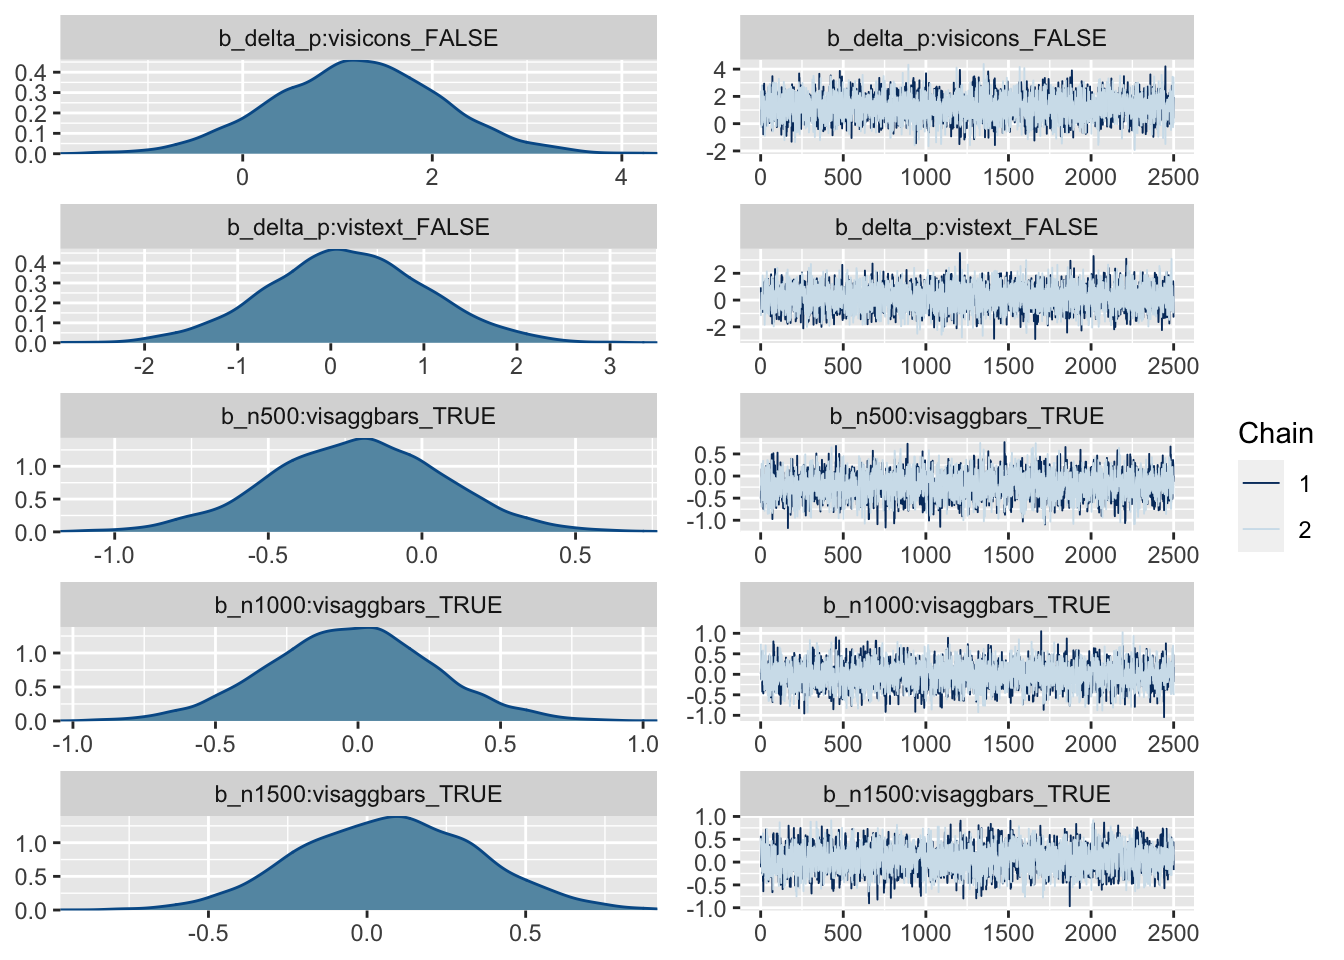 b_delta_p:visicons_FALSE b_delta_p:visicons_FALSE
0.4 4
0.3 2
0.2 0
0.1 -2
0.0
0 2 4 0 500 1000 1500 2000 2500
b_delta_p:vistext_FALSE b_delta_p:vistext_FALSE
0.4 2
0.3 0
0.2 -2
0.1
0.0
-2 -1 0 1 2 3 0 500 1000 1500 2000 2500
b_n500:visaggbars_TRUE b_n500:visaggbars_TRUE
1.0 0.5
0.5 0.0
0.0 -0.5
-1.0
-1.0 -0.5 0.0 0.5 0 500 1000 1500 2000 2500
b_n1000:visaggbars_TRUE b_n1000:visaggbars_TRUE
1.0 1.0
0.5 0.5
0.0 0.0
-0.5
-1.0
-1.0 -0.5 0.0 0.5 1.0 0 500 1000 1500 2000 2500
b_n1500:visaggbars_TRUE b_n1500:visaggbars_TRUE
1.0 1.0
0.5 0.5
0.0 0.0
-0.5
-1.0
-0.5 0.0 0.5 0 500 1000 1500 2000 2500
Chain
1
2